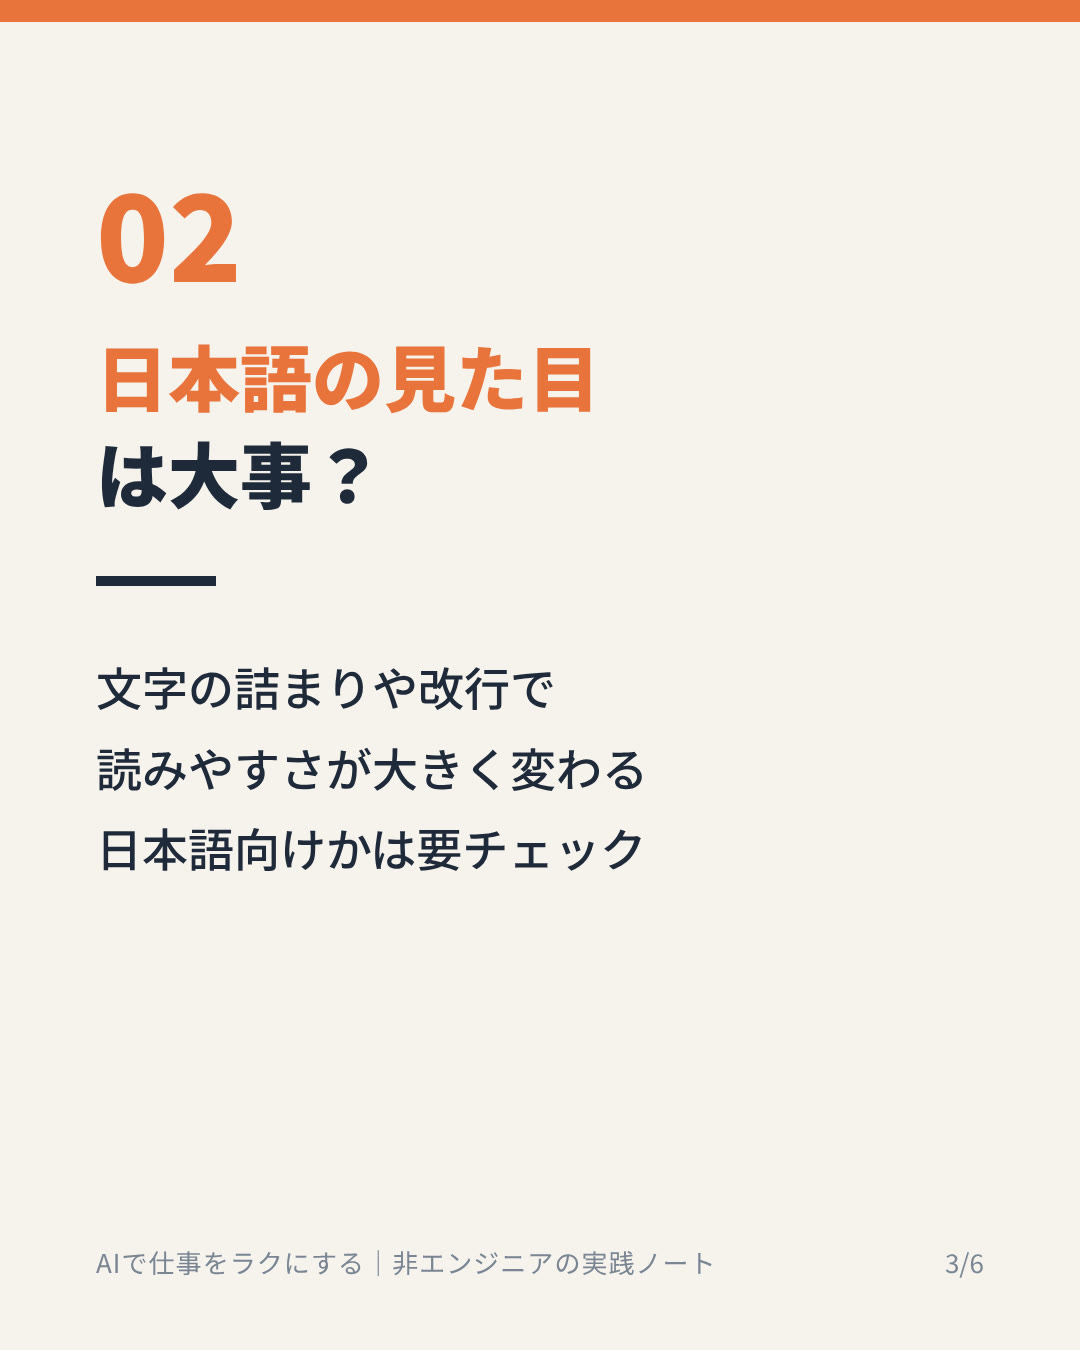 02
日本語の見た目
は大事？
文字の詰まりや改行で
読みやすさが大きく変わる
日本語向けかは要チェック
AIで仕事をラクにする｜非エンジニアの実践ノート
3/6